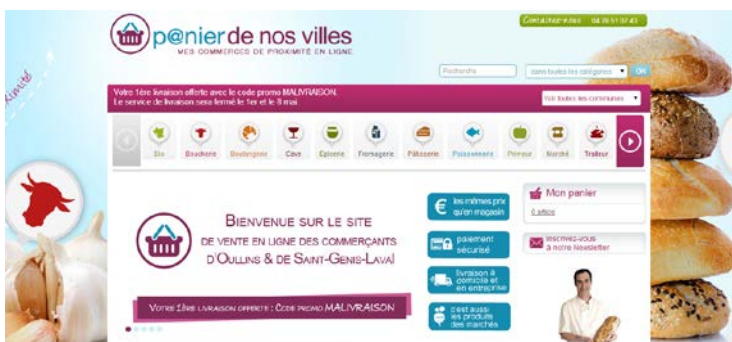 p@nier de nos villes
MES COMMERCES DE PROXIMITÉ EN LIGNE
Contactez-nous
Recherche
dans toutes les catégories
OK
Votre 1ère livraison offerte avec le code promo MALIVRAISON.
Le service de livraison sera fermé le 1er et le 8 mai
Voir toutes les communes
Bio Boucherie Boulangerie Cave Epicerie Fromagerie Pâtisserie Poissonnerie Primeur Marché Traiteur
BIENVENUE SUR LE SITE
DE VENTE EN LIGNE DES COMMERÇANTS
D'OULLINS & DE SAINT-GENIS-LAVAL
VOTRE 1ÈRE LIVRAISON OFFERTE : CODE PROMO MALIVRAISON
€ les mêmes prix
qu'en magasin
paiement
sécurisé
livraison à
domicile et
en entreprise
c'est aussi
les produits
des marchés
Mon panier
0 article
Inscrivez-vous
à notre Newsletter